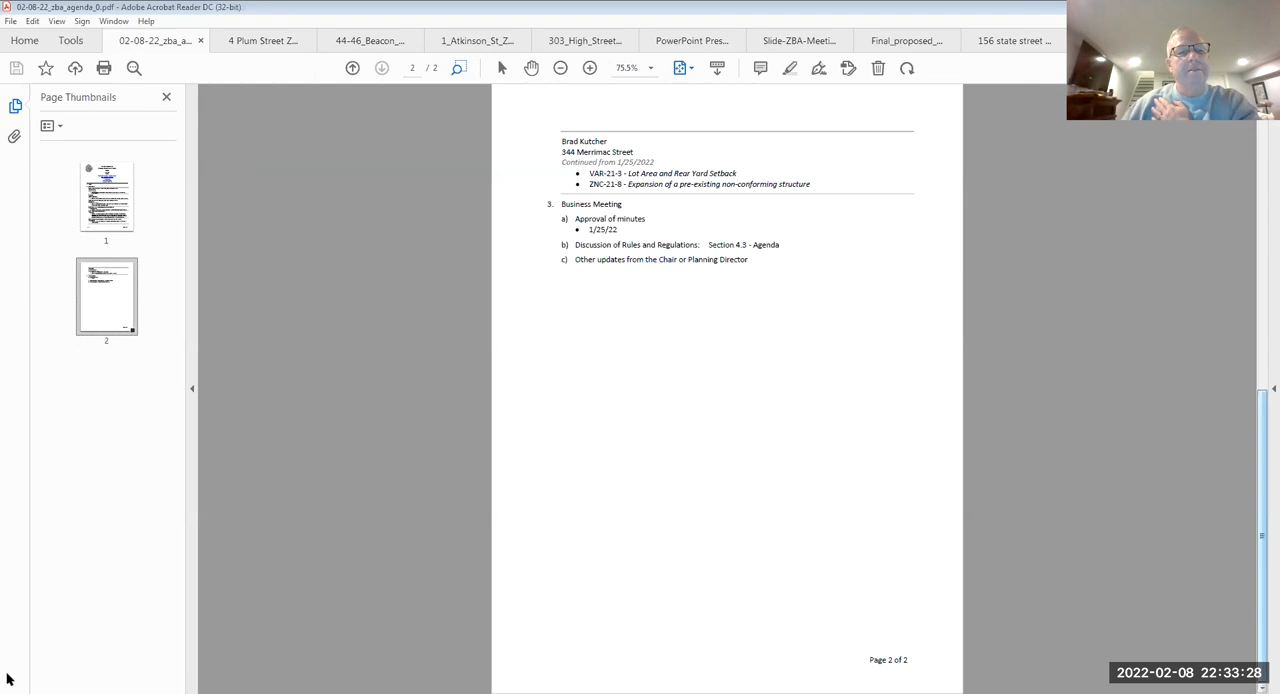 02-08-22_zba_agenda_0.pdf - Adobe Acrobat Reader DC (32-bit)
File Edit View Sign Window Help
Home Tools 02-08-22_zba_a... × 4 Plum Street Z... 44-46_Beacon_... 1_Atkinson_St_Z... 303_High_Street... PowerPoint Pres... Slide-ZBA-Meeti... Final_proposed_... 156 state street ...
2 / 2 75.5%
Page Thumbnails
1
2
Brad Kutcher
344 Merrimac Street
Continued from 1/25/2022
• VAR-21-3 - Lot Area and Rear Yard Setback
• ZNC-21-8 - Expansion of a pre-existing non-conforming structure
3. Business Meeting
a) Approval of minutes
• 1/25/22
b) Discussion of Rules and Regulations: Section 4.3 - Agenda
c) Other updates from the Chair or Planning Director
Page 2 of 2
2022-02-08 22:33:28